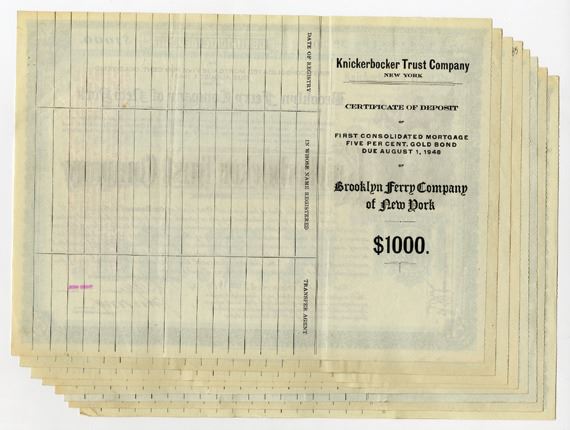 Knickerbocker Trust Company
NEW YORK
CERTIFICATE OF DEPOSIT
OF
FIRST CONSOLIDATED MORTGAGE
FIVE PER CENT. GOLD BOND
DUE AUGUST 1, 1948
OF
Brooklyn Ferry Company
of New York
$1000.
DATE OF REGISTRY
IN WHOSE NAME REGISTERED
TRANSFER AGENT